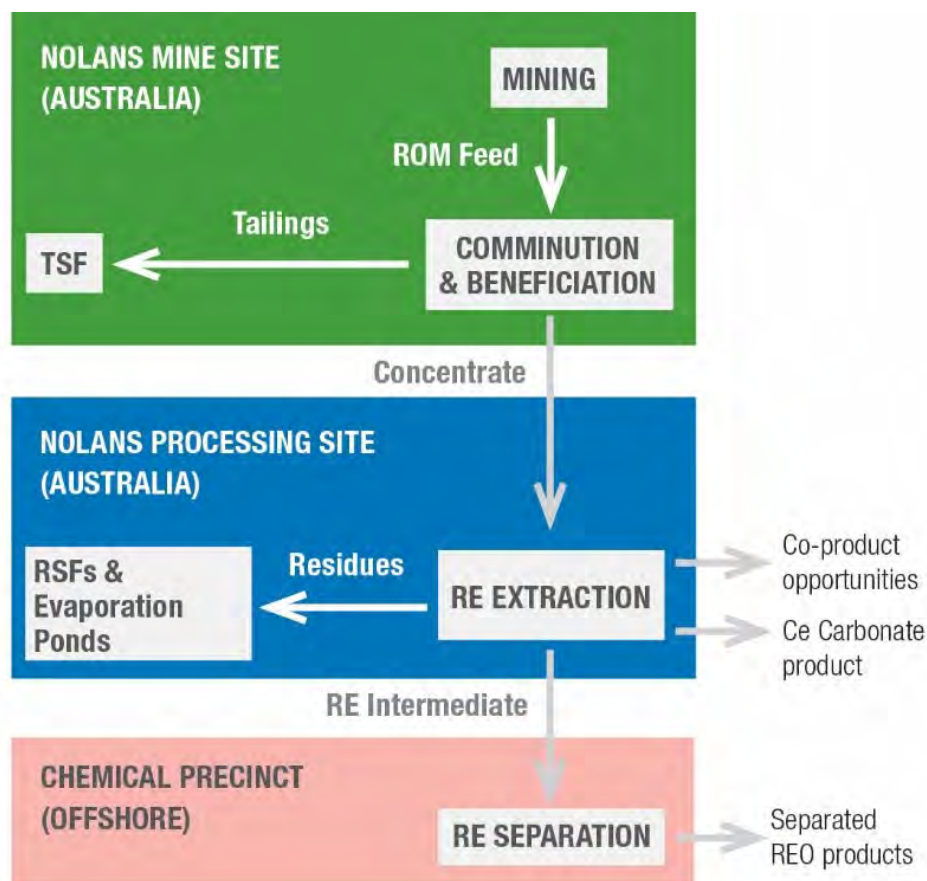 NOLANS MINE SITE
(AUSTRALIA)
MINING
ROM Feed
Tailings
TSF
COMMINUTION
& BENEFICIATION
Concentrate
NOLANS PROCESSING SITE
(AUSTRALIA)
RSFs &
Evaporation
Ponds
Residues
RE EXTRACTION
Co-product
opportunities
Ce Carbonate
product
RE Intermediate
CHEMICAL PRECINCT
(OFFSHORE)
RE SEPARATION
Separated
REO products